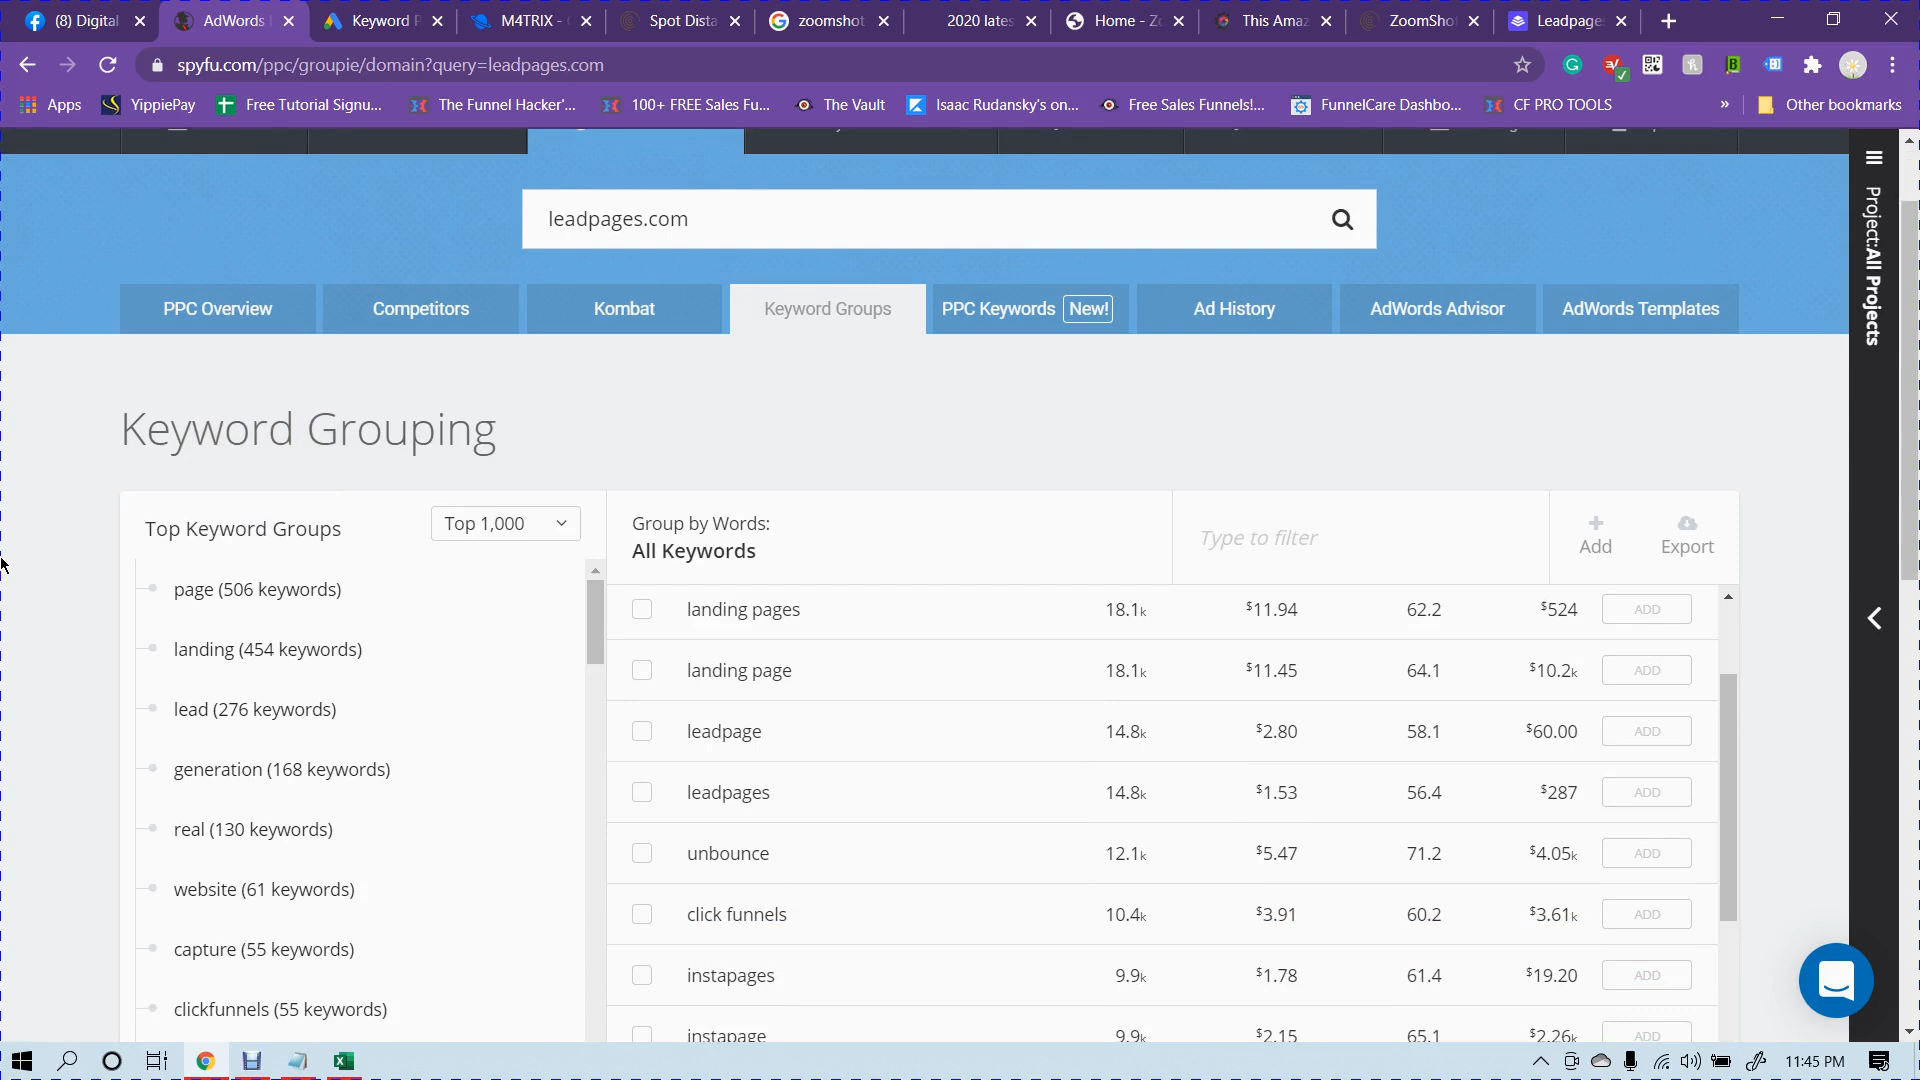 (8) Digital
AdWords
Keyword P
M4TRIX -
Spot Dista
zoomshot
2020 lates
Home - Zo
This Amaz
ZoomSho
Leadpage
spyfu.com/ppc/groupie/domain?query=leadpages.com
Apps
YippiePay
Free Tutorial Signu...
The Funnel Hacker'...
100+ FREE Sales Fu...
The Vault
Isaac Rudansky's on...
Free Sales Funnels!...
FunnelCare Dashbo...
CF PRO TOOLS
»
Other bookmarks
leadpages.com
Project:All Projects
PPC Overview
Competitors
Kombat
Keyword Groups
PPC Keywords New!
Ad History
AdWords Advisor
AdWords Templates
Keyword Grouping
Top Keyword Groups
Top 1,000
Group by Words:
All Keywords
Type to filter
Add
Export
page (506 keywords)
landing (454 keywords)
lead (276 keywords)
generation (168 keywords)
real (130 keywords)
website (61 keywords)
capture (55 keywords)
clickfunnels (55 keywords)
landing pages 18.1k $11.94 62.2 $524 ADD
landing page 18.1k $11.45 64.1 $10.2k ADD
leadpage 14.8k $2.80 58.1 $60.00 ADD
leadpages 14.8k $1.53 56.4 $287 ADD
unbounce 12.1k $5.47 71.2 $4.05k ADD
click funnels 10.4k $3.91 60.2 $3.61k ADD
instapages 9.9k $1.78 61.4 $19.20 ADD
instapage 9.9k $2.15 65.1 $2.26k ADD
11:45 PM